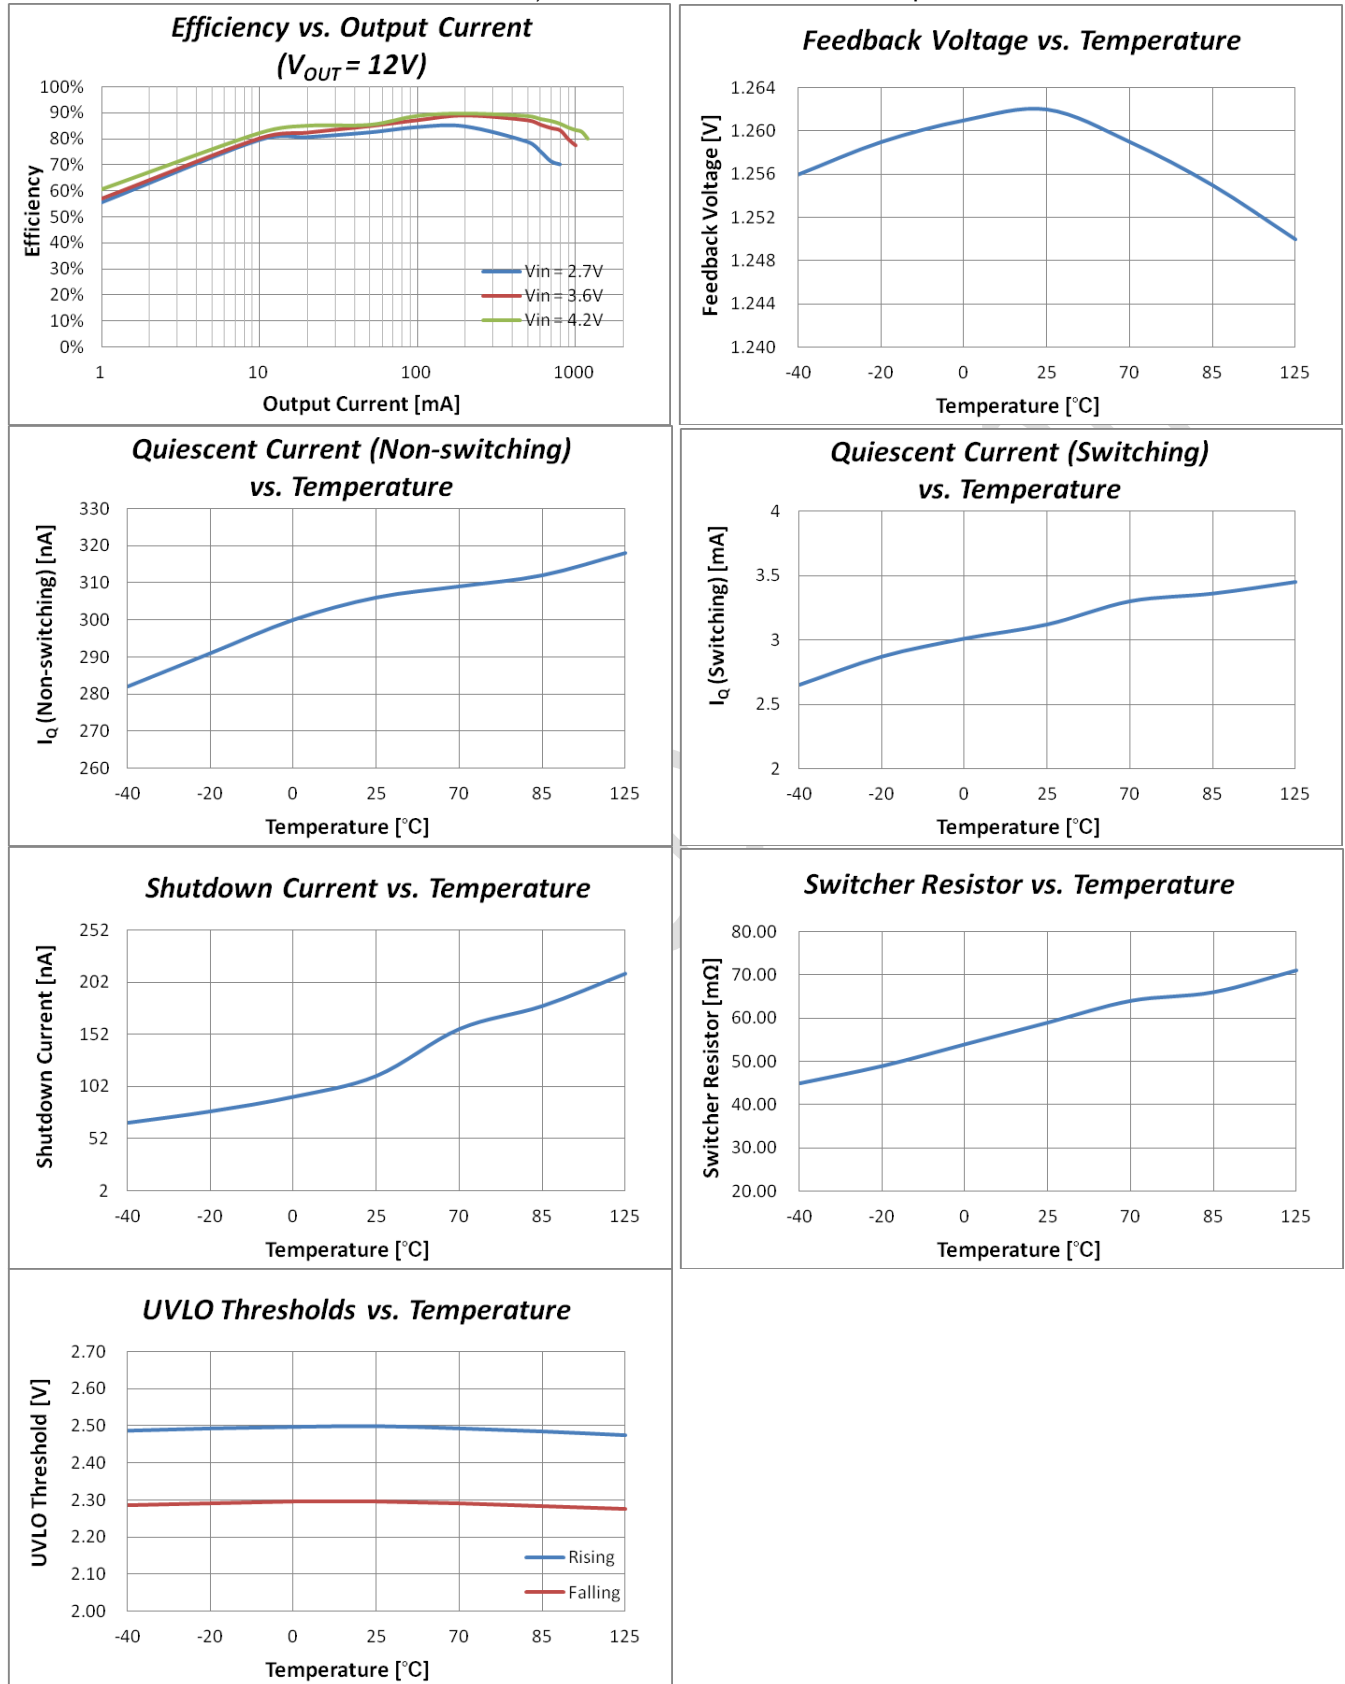 Efficiency vs. Output Current
(VOUT = 12V)
Efficiency
100%
90%
80%
70%
60%
50%
40%
30%
20%
10%
0%
Vin = 2.7V
Vin = 3.6V
Vin = 4.2V
1 10 100 1000
Output Current [mA]
Feedback Voltage vs. Temperature
Feedback Voltage [V]
1.264
1.260
1.256
1.252
1.248
1.244
1.240
-40 -20 0 25 70 85 125
Temperature [°C]
Quiescent Current (Non-switching)
vs. Temperature
IQ (Non-switching) [nA]
330
320
310
300
290
280
270
260
-40 -20 0 25 70 85 125
Temperature [°C]
Quiescent Current (Switching)
vs. Temperature
IQ (Switching) [mA]
4
3.5
3
2.5
2
-40 -20 0 25 70 85 125
Temperature [°C]
Shutdown Current vs. Temperature
Shutdown Current [nA]
252
202
152
102
52
2
-40 -20 0 25 70 85 125
Temperature [°C]
Switcher Resistor vs. Temperature
Switcher Resistor [mΩ]
80.00
70.00
60.00
50.00
40.00
30.00
20.00
-40 -20 0 25 70 85 125
Temperature [°C]
UVLO Thresholds vs. Temperature
UVLO Threshold [V]
2.70
2.60
2.50
2.40
2.30
2.20
2.10
2.00
Rising
Falling
-40 -20 0 25 70 85 125
Temperature [°C]